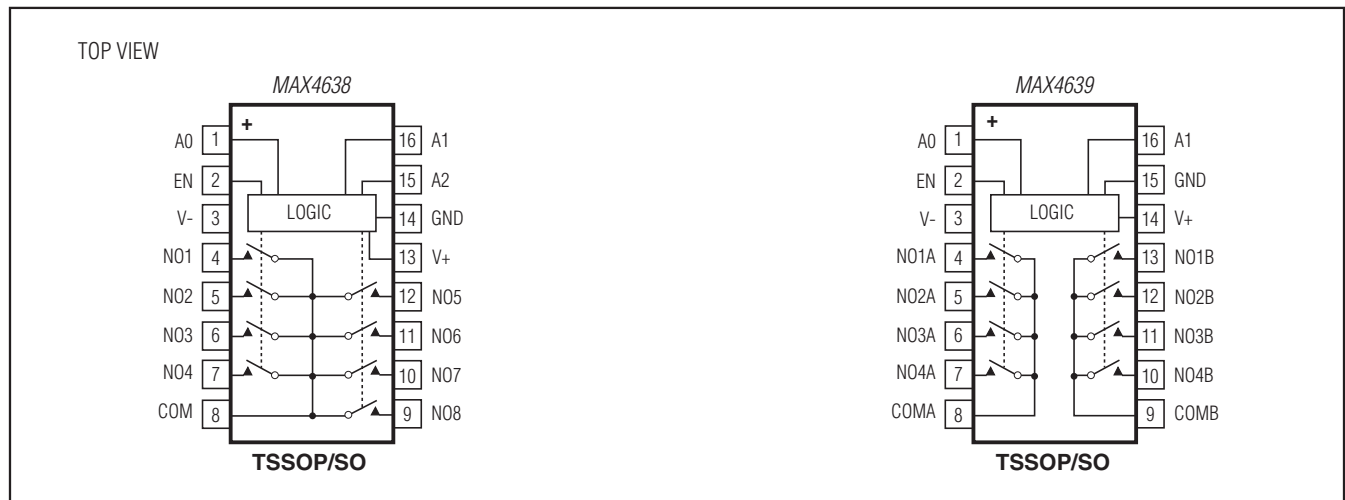 TOP VIEW
MAX4638
+
A0 1 16 A1
EN 2 15 A2
LOGIC
V- 3 14 GND
NO1 4 13 V+
NO2 5 12 NO5
NO3 6 11 NO6
NO4 7 10 NO7
COM 8 9 NO8
TSSOP/SO
MAX4639
+
A0 1 16 A1
EN 2 15 GND
LOGIC
V- 3 14 V+
NO1A 4 13 NO1B
NO2A 5 12 NO2B
NO3A 6 11 NO3B
NO4A 7 10 NO4B
COMA 8 9 COMB
TSSOP/SO